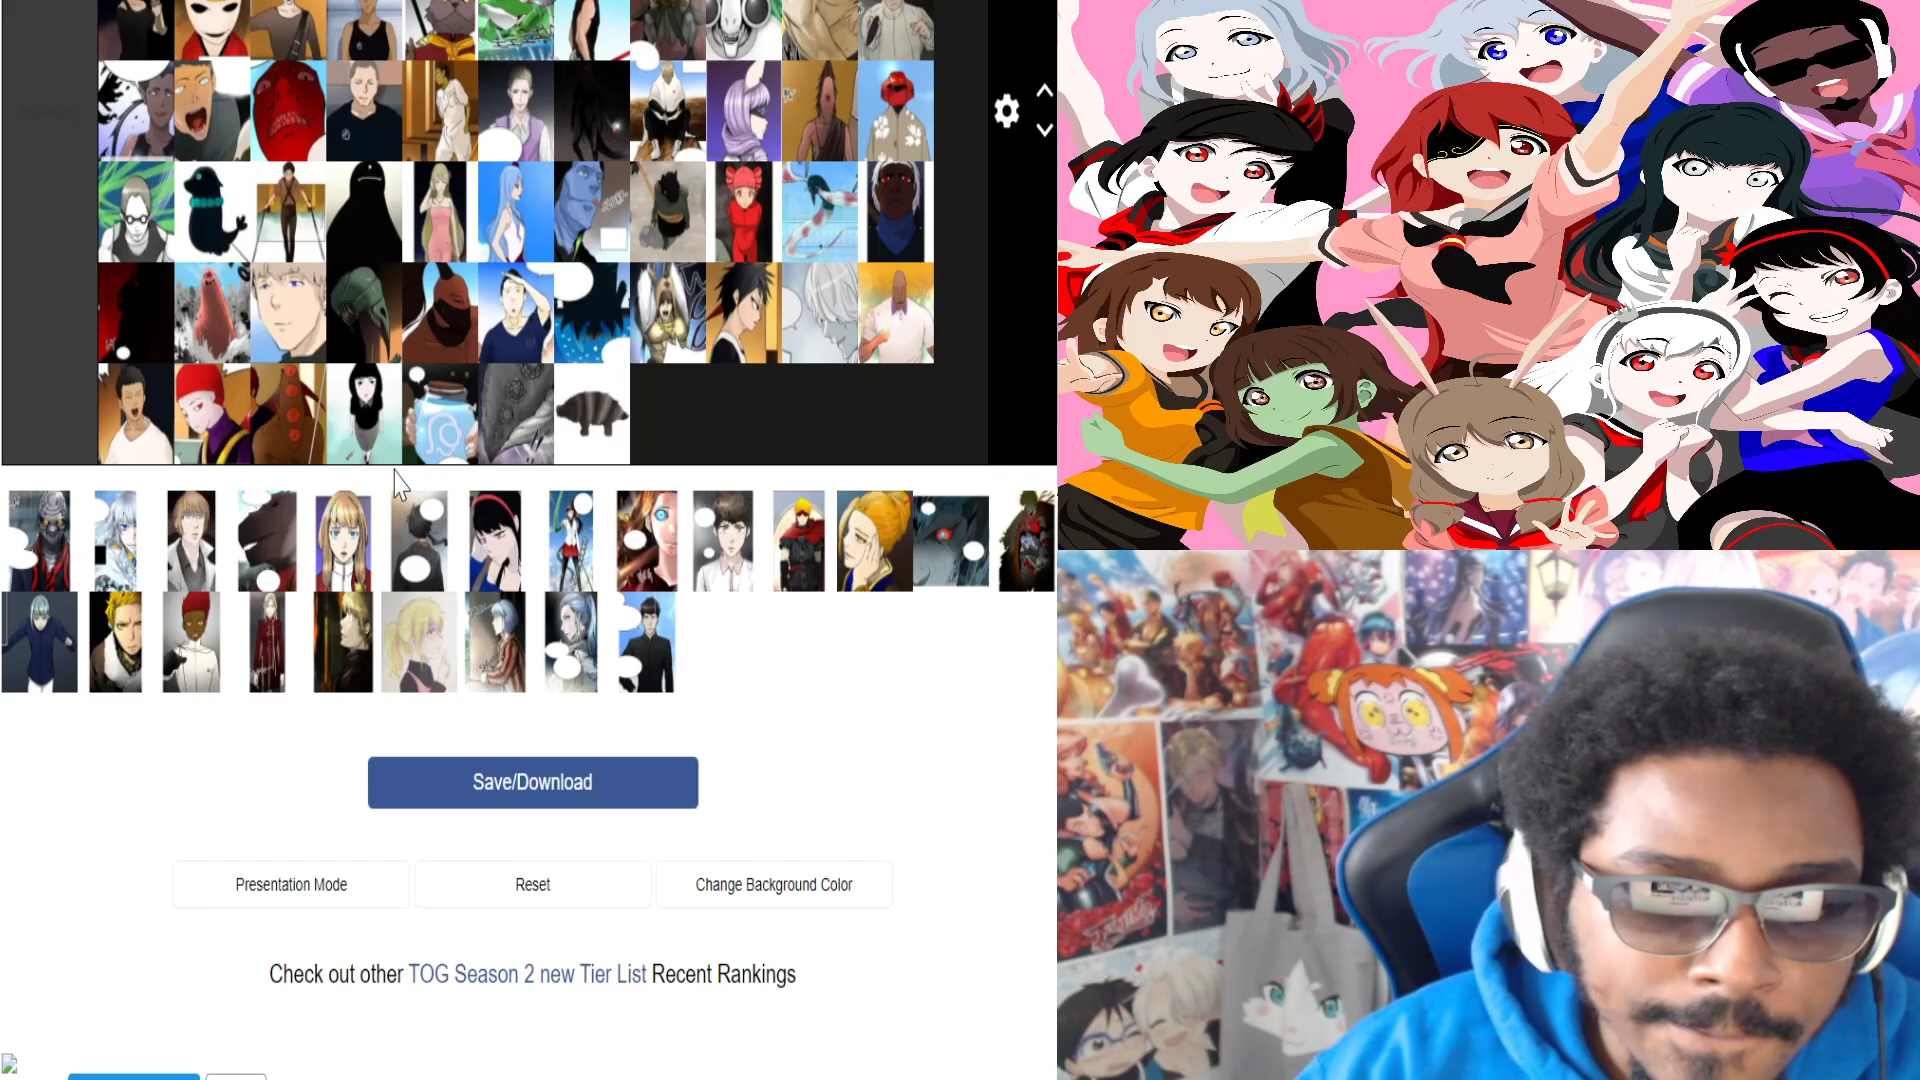 Save/Download
Presentation Mode
Reset
Change Background Color
Check out other TOG Season 2 new Tier List Recent Rankings